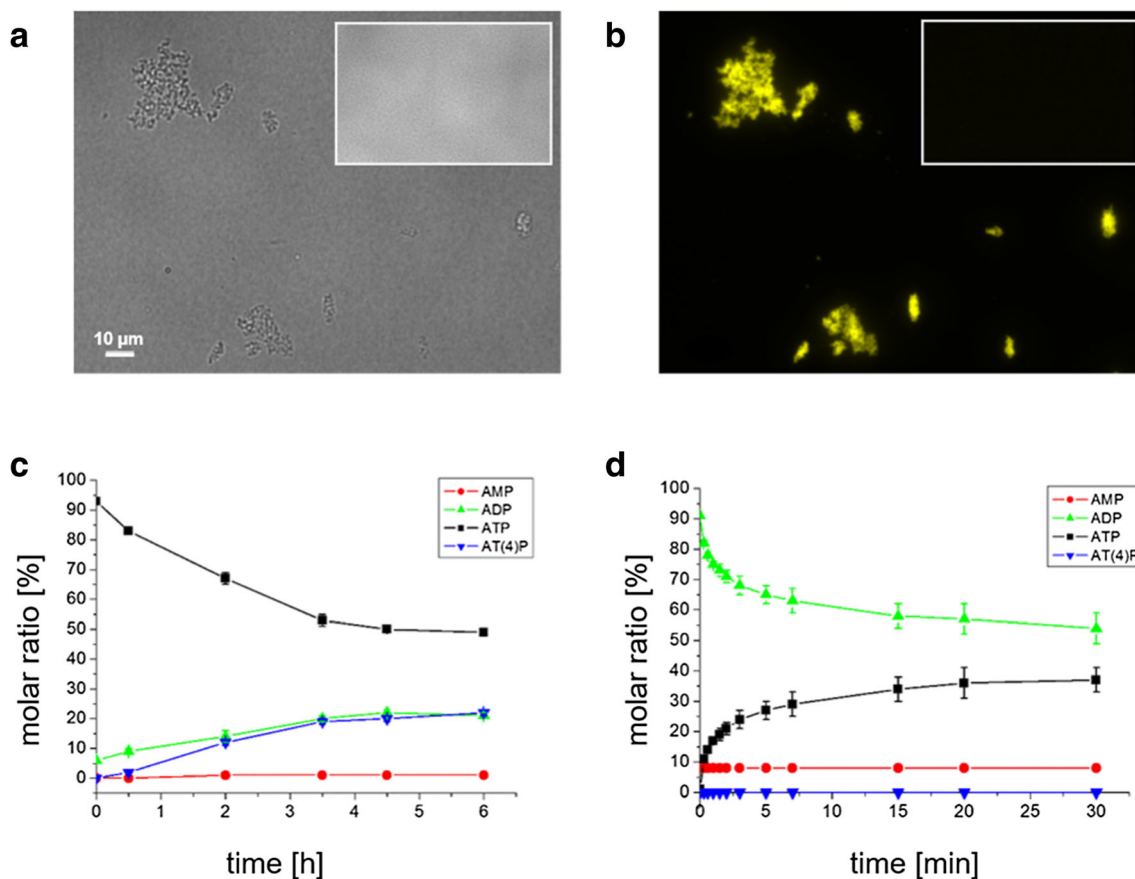 a
b
10 µm
c
100
90
80
70
60
50
40
30
20
10
0
molar ratio [%]
0 1 2 3 4 5 6
time [h]
AMP
ADP
ATP
AT(4)P
d
100
90
80
70
60
50
40
30
20
10
0
molar ratio [%]
0 5 10 15 20 25 30
time [min]
AMP
ADP
ATP
AT(4)P